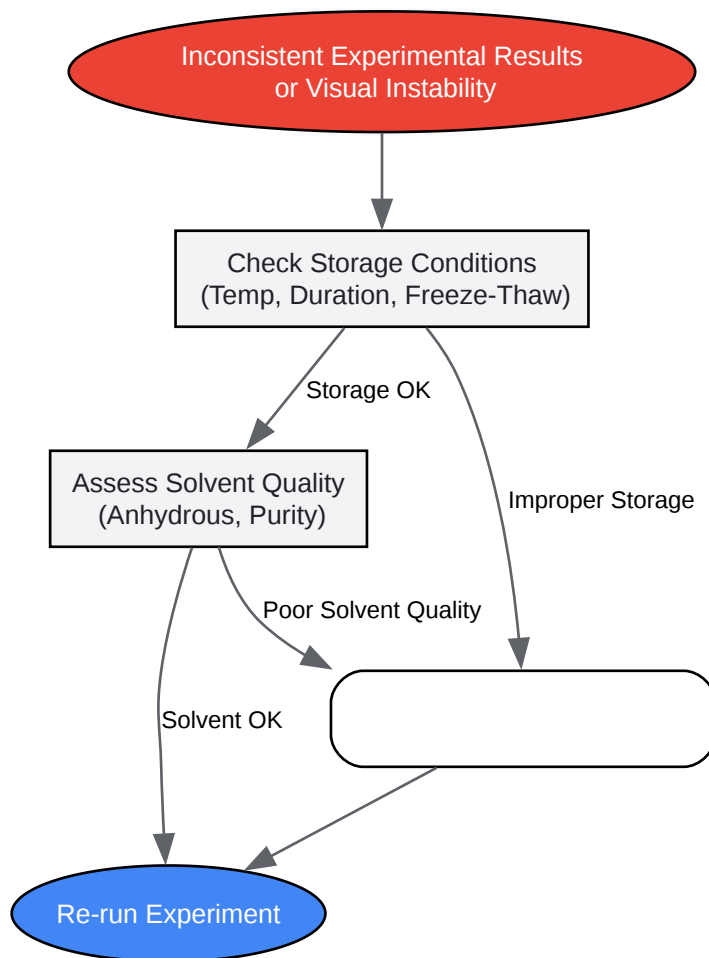 Inconsistent Experimental Results
or Visual Instability
Check Storage Conditions
(Temp, Duration, Freeze-Thaw)
Storage OK
Assess Solvent Quality
(Anhydrous, Purity)
Improper Storage
Poor Solvent Quality
Solvent OK
Re-run Experiment